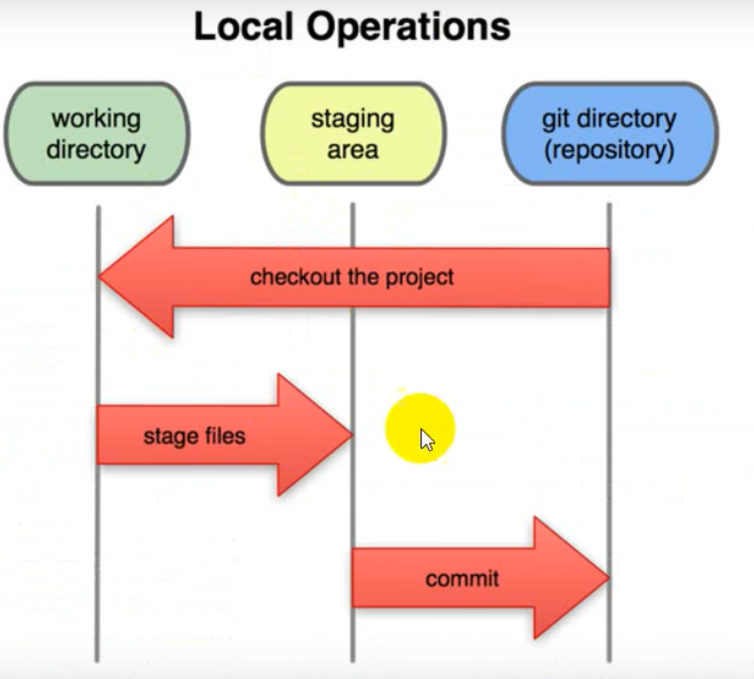 Local Operations
working
directory
staging
area
git directory
(repository)
checkout the project
stage files
commit